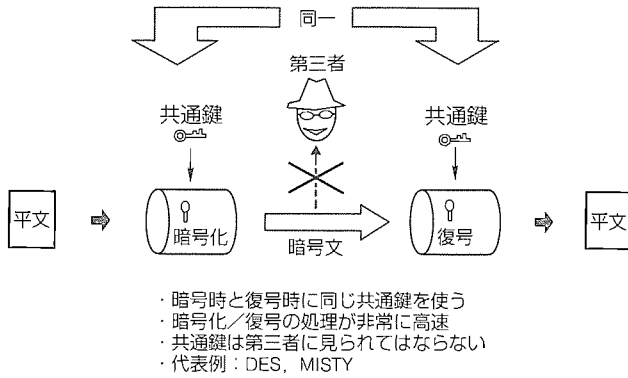 同一
第三者
共通鍵
共通鍵
平文
暗号化
暗号文
復号
平文
・暗号時と復号時に同じ共通鍵を使う
・暗号化／復号の処理が非常に高速
・共通鍵は第三者に見られてはならない
・代表例：DES，MISTY